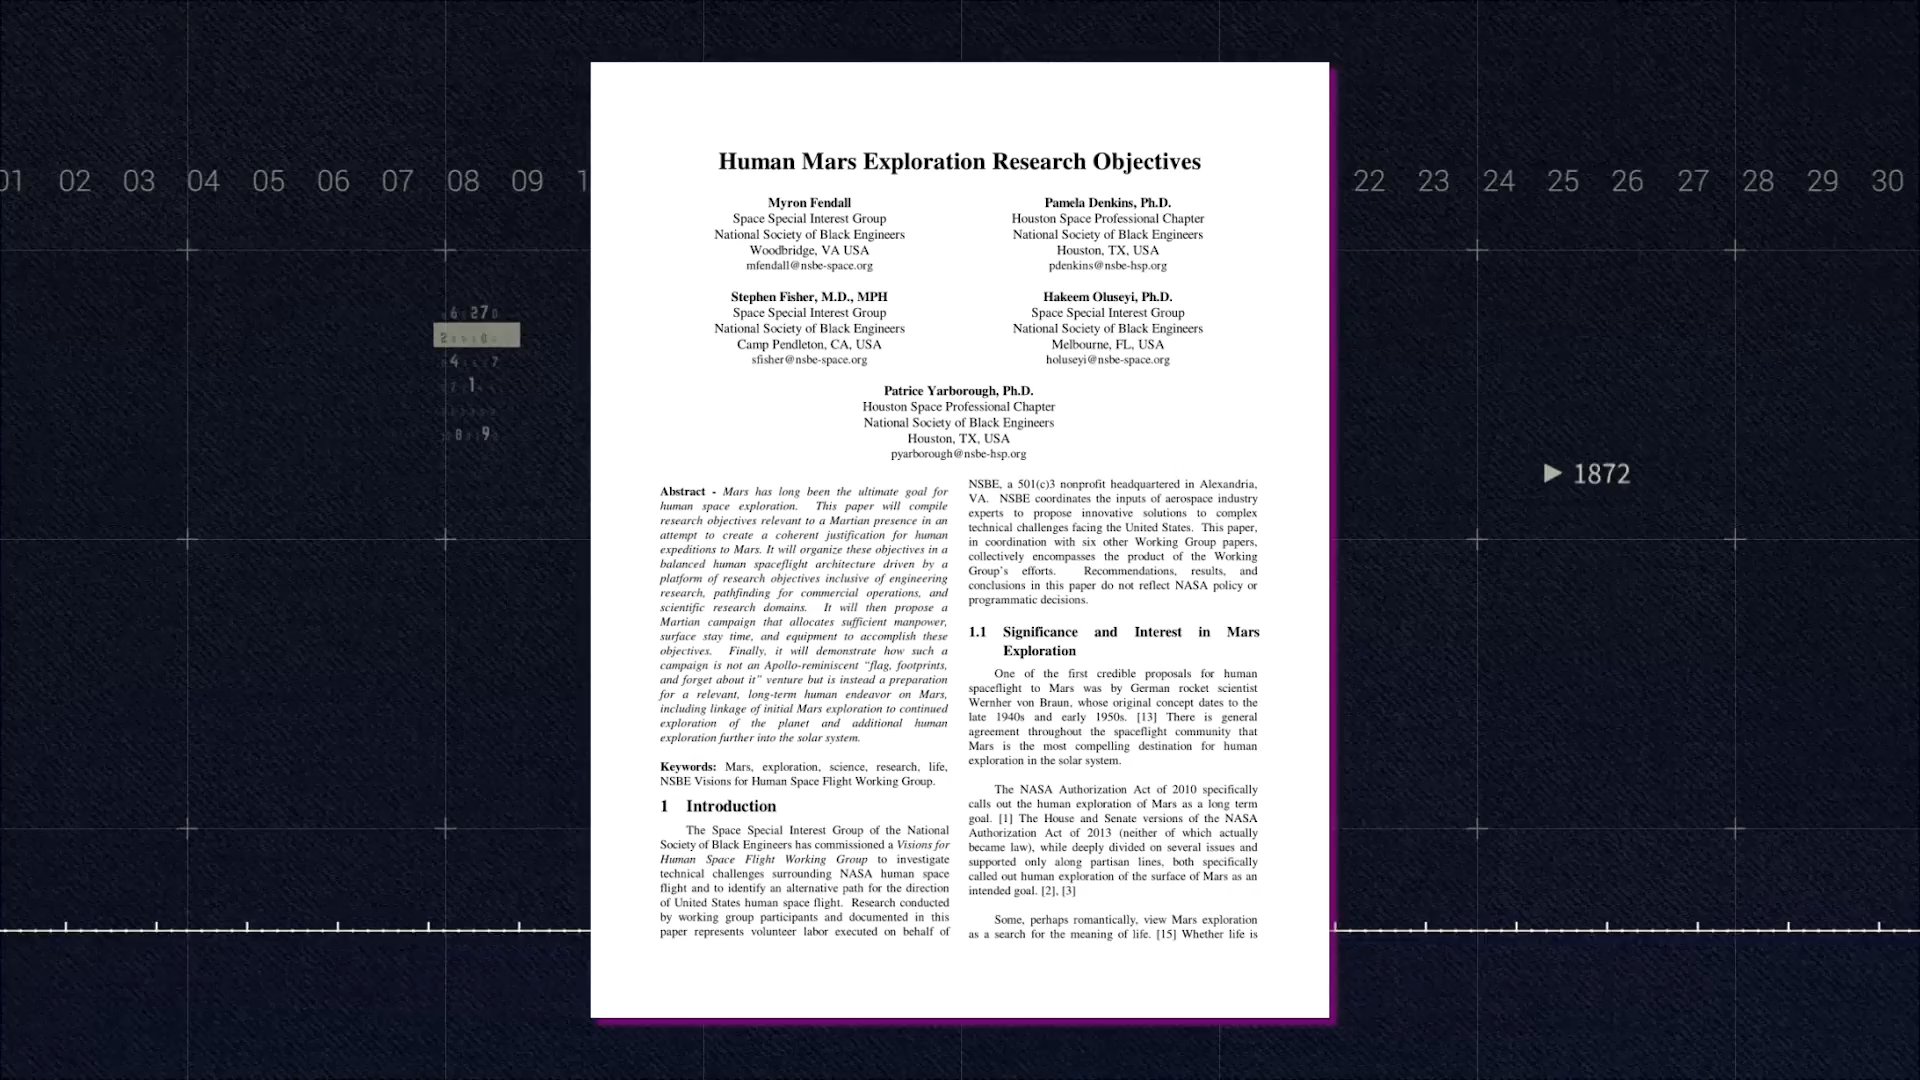 01 02 03 04 05 06 07 08 09 1
22 23 24 25 26 27 28 29 30
1872
Human Mars Exploration Research Objectives
Myron Fendall
Space Special Interest Group
National Society of Black Engineers
Woodbridge, VA USA
mfendall@nsbe-space.org
Pamela Denkins, Ph.D.
Houston Space Professional Chapter
National Society of Black Engineers
Houston, TX, USA
pdenkins@nsbe-hsp.org
Stephen Fisher, M.D., MPH
Space Special Interest Group
National Society of Black Engineers
Camp Pendleton, CA, USA
sfisher@nsbe-space.org
Hakeem Oluseyi, Ph.D.
Space Special Interest Group
National Society of Black Engineers
Melbourne, FL, USA
holuseyi@nsbe-space.org
Patrice Yarborough, Ph.D.
Houston Space Professional Chapter
National Society of Black Engineers
Houston, TX, USA
pyarborough@nsbe-hsp.org
Abstract - Mars has long been the ultimate goal for
human space exploration. This paper will compile
research objectives relevant to a Martian presence in an
attempt to create a coherent justification for human
expeditions to Mars. It will organize these objectives in a
balanced human spaceflight architecture driven by a
platform of research objectives inclusive of engineering
research, pathfinding for commercial operations, and
scientific research domains. It will then propose a
Martian campaign that allocates sufficient manpower,
surface stay time, and equipment to accomplish these
objectives. Finally, it will demonstrate how such a
campaign is not an Apollo-reminiscent "flag, footprints,
and forget about it" venture but is instead a preparation
for a relevant, long-term human endeavor on Mars,
including linkage of initial Mars exploration to continued
exploration of the planet and additional human
exploration further into the solar system.
Keywords: Mars, exploration, science, research, life,
NSBE Visions for Human Space Flight Working Group.
1 Introduction
The Space Special Interest Group of the National
Society of Black Engineers has commissioned a Visions for
Human Space Flight Working Group to investigate
technical challenges surrounding NASA human space
flight and to identify an alternative path for the direction
of United States human space flight. Research conducted
by working group participants and documented in this
paper represents volunteer labor executed on behalf of
NSBE, a 501(c)3 nonprofit headquartered in Alexandria,
VA. NSBE coordinates the inputs of aerospace industry
experts to propose innovative solutions to complex
technical challenges facing the United States. This paper,
in coordination with six other Working Group papers,
collectively encompasses the product of the Working
Group's efforts. Recommendations, results, and
conclusions in this paper do not reflect NASA policy or
programmatic decisions.
1.1 Significance and Interest in Mars
Exploration
One of the first credible proposals for human
spaceflight to Mars was by German rocket scientist
Wernher von Braun, whose original concept dates to the
late 1940s and early 1950s. [13] There is general
agreement throughout the spaceflight community that
Mars is the most compelling destination for human
exploration in the solar system.
The NASA Authorization Act of 2010 specifically
calls out the human exploration of Mars as a long term
goal. [1] The House and Senate versions of the NASA
Authorization Act of 2013 (neither of which actually
became law), while deeply divided on several issues and
supported only along partisan lines, both specifically
called out human exploration of the surface of Mars as an
intended goal. [2], [3]
Some, perhaps romantically, view Mars exploration
as a search for the meaning of life. [15] Whether life is